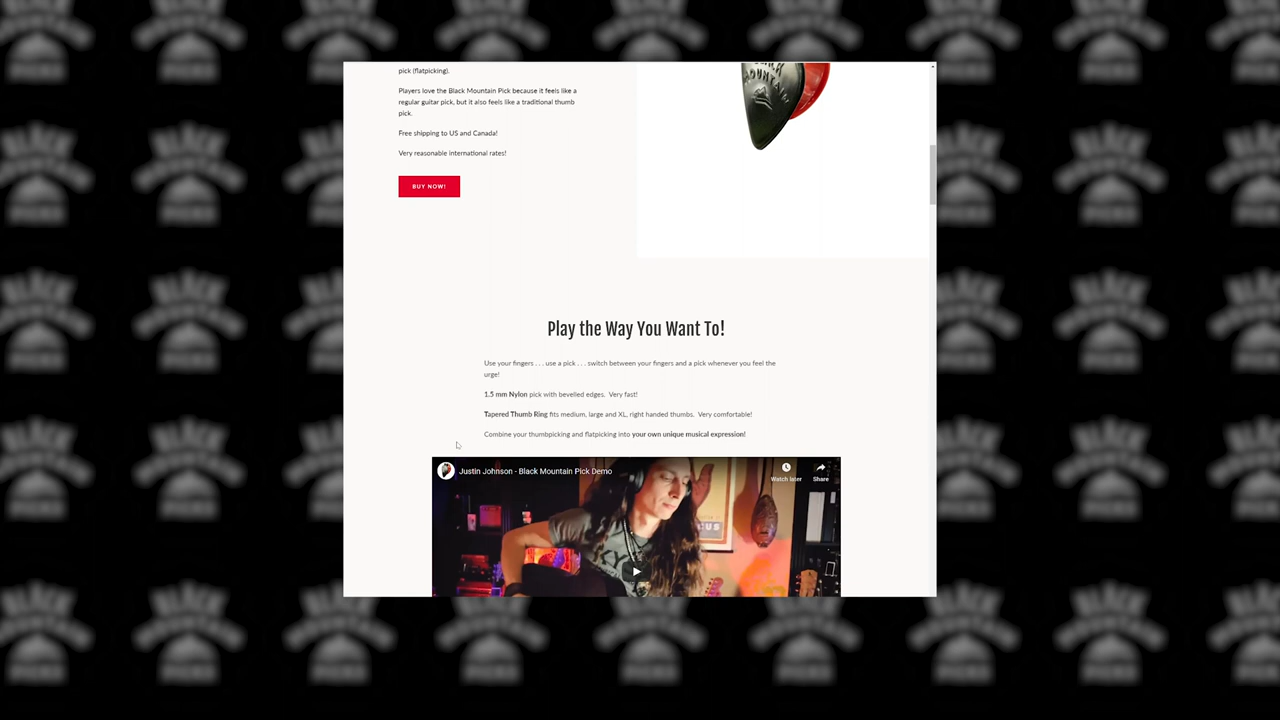 pick (flatpicking).
Players love the Black Mountain Pick because it feels like a
regular guitar pick, but it also feels like a traditional thumb
pick.
Free shipping to US and Canada!
Very reasonable international rates!
BUY NOW!
MOUNTAIN
Play the Way You Want To!
Use your fingers . . . use a pick . . . switch between your fingers and a pick whenever you feel the
urge!
1.5 mm Nylon pick with bevelled edges. Very fast!
Tapered Thumb Ring fits medium, large and XL, right handed thumbs. Very comfortable!
Combine your thumbpicking and flatpicking into your own unique musical expression!
Justin Johnson - Black Mountain Pick Demo
Watch later
Share
BLACK
MOUNTAIN
PICKS